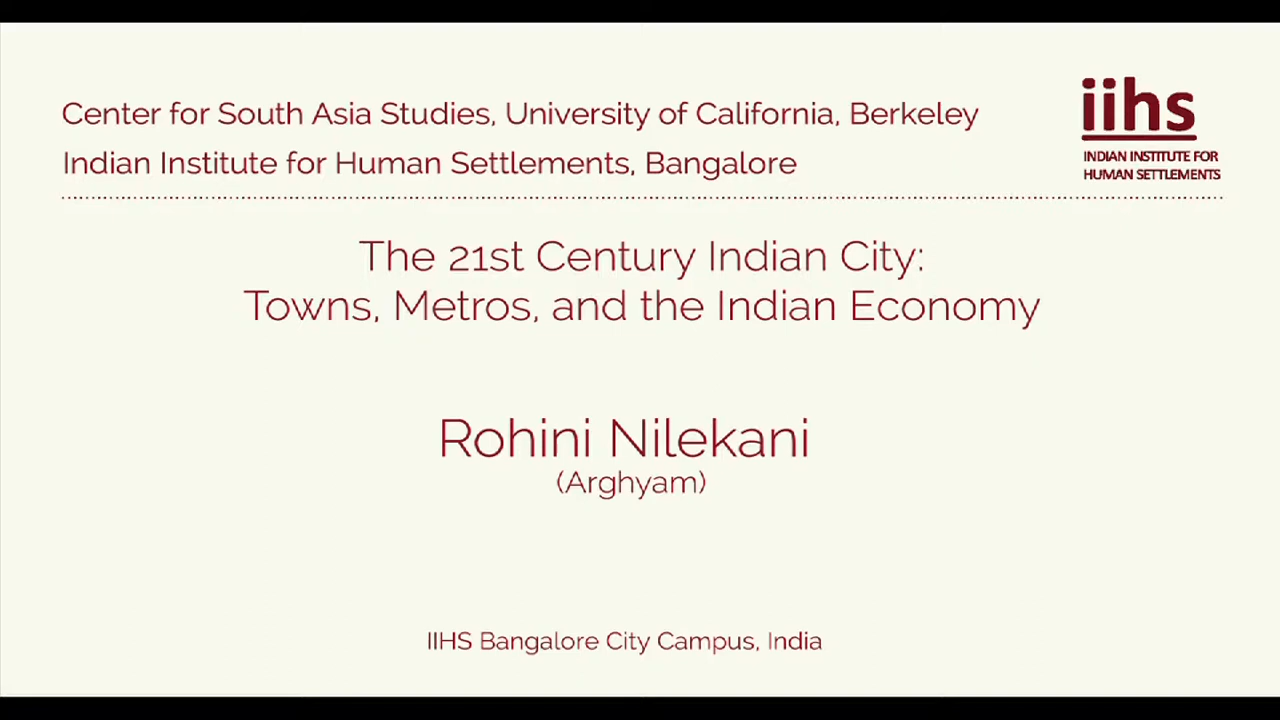 Center for South Asia Studies, University of California, Berkeley
Indian Institute for Human Settlements, Bangalore
iihs
INDIAN INSTITUTE FOR
HUMAN SETTLEMENTS
The 21st Century Indian City:
Towns, Metros, and the Indian Economy
Rohini Nilekani
(Arghyam)
IIHS Bangalore City Campus, India